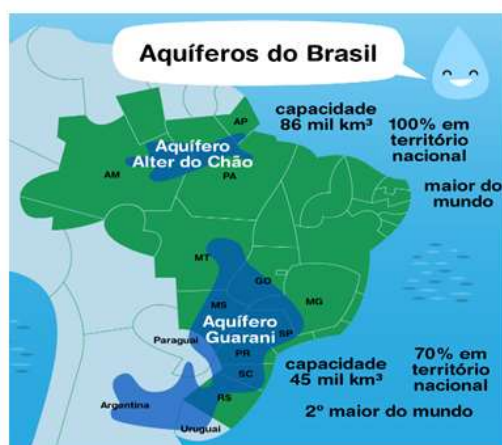 Aquíferos do Brasil
capacidade
86 mil km³
100% em
território
nacional
maior do
mundo
AP
Aquífero
Alter do Chão
AM
PA
MT
GO
MS
MG
Aquífero
Guarani
SP
Paraguai
PR
SC
RS
Argentina
Uruguai
capacidade
45 mil km³
70% em
território
nacional
2º maior do mundo